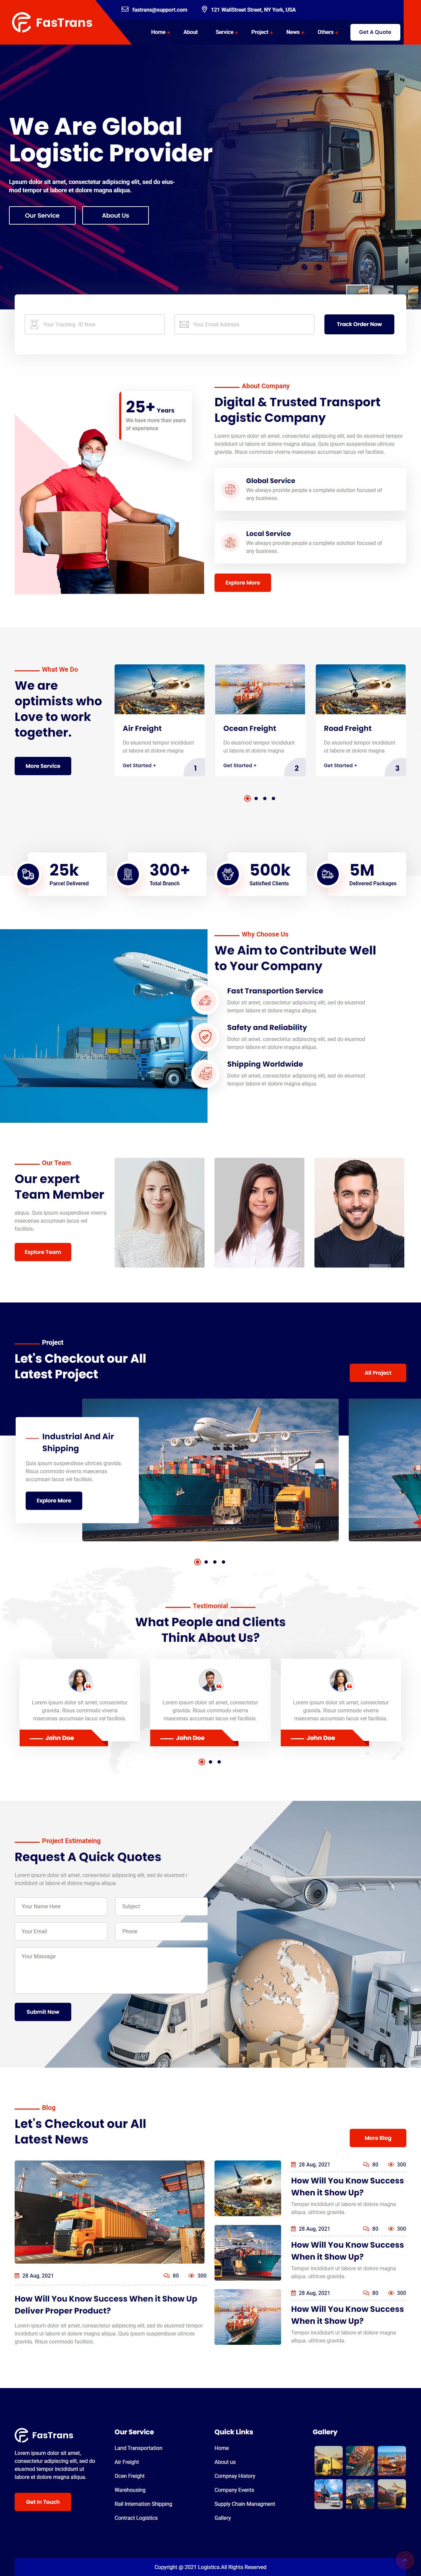 FasTrans
fastrans@support.com
121 WallStreet Street, NY York, USA
Home +
About
Service +
Project +
News +
Others +
Get A Quote
We Are Global
Logistic Provider
Lpsum dolor sit amet, consectetur adipiscing elit, sed do eius-
mod tempor ut labore et dolore magna aliqua.
Our Service
About Us
Your Tracking ID Now
Your Email Address
Track Order Now
25+ Years
We have more than years
of experience
About Company
Digital & Trusted Transport
Logistic Company
Lorem ipsum dolor sit amet, consectetur adipiscing elit, sed do eiusmod tempor
incididunt ut labore et dolore magna aliqua. Quis ipsum suspendisse ultrices
gravida. Risus commodo viverra maecenas accumsan lacus vel facilisis.
Global Service
We always provide people a complete solution focused of
any business.
Local Service
We always provide people a complete solution focused of
any business.
Explore More
What We Do
We are
optimists who
Love to work
together.
More Service
Air Freight
Do eiusmod tempor incididunt
ut labore et dolore magna
Get Started +
1
Ocean Freight
Do eiusmod tempor incididunt
ut labore et dolore magna
Get Started +
2
Road Freight
Do eiusmod tempor incididunt
ut labore et dolore magna
Get Started +
3
25k
Parcel Delivered
300+
Total Branch
500k
Satisfied Clients
5M
Delivered Packages
Why Choose Us
We Aim to Contribute Well
to Your Company
Fast Transportion Service
Dolor sit amet, consectetur adipiscing elit, sed do eiusmod
tempor labore et dolore magna aliqua.
Safety and Reliability
Dolor sit amet, consectetur adipiscing elit, sed do eiusmod
tempor labore et dolore magna aliqua.
Shipping Worldwide
Dolor sit amet, consectetur adipiscing elit, sed do eiusmod
tempor labore et dolore magna aliqua.
Our Team
Our expert
Team Member
aliqua. Quis ipsum suspendisse viverra
maecenas accumsan lacus vel
facilisis.
Explore Team
Project
Let's Checkout our All
Latest Project
All Project
Industrial And Air
Shipping
Quis ipsum suspendisse ultrices gravida.
Risus commodo viverra maecenas
accumsan lacus vel facilisis.
Explore More
Testimonial
What People and Clients
Think About Us?
Lorem ipsum dolor sit amet, consectetur
gravida. Risus commodo viverra
maecenas accumsan lacus vel facilisis.
John Doe
Lorem ipsum dolor sit amet, consectetur
gravida. Risus commodo viverra
maecenas accumsan lacus vel facilisis.
John Doe
Lorem ipsum dolor sit amet, consectetur
gravida. Risus commodo viverra
maecenas accumsan lacus vel facilisis.
John Doe
Project Estimateing
Request A Quick Quotes
Lorem ipsum dolor sit amet, consectetur adipiscing elit, sed do eiusmod r
incididunt ut labore et dolore magna aliqua.
Your Name Here
Subject
Your Email
Phone
Your Massage
Submit Now
Blog
Let's Checkout our All
Latest News
More Blog
28 Aug, 2021
80
300
How Will You Know Success When it Show Up
Deliver Proper Product?
Lorem ipsum dolor sit amet, consectetur adipiscing elit, sed do eiusmod tempor
incididunt ut labore et dolore magna aliqua. Quis ipsum suspendisse ultrices
gravida. Risus commodo facilisis.
28 Aug, 2021
80
300
How Will You Know Success
When it Show Up?
Tempor incididunt ut labore et dolore magna
aliqua. ultrices gravida.
28 Aug, 2021
80
300
How Will You Know Success
When it Show Up?
Tempor incididunt ut labore et dolore magna
aliqua. ultrices gravida.
28 Aug, 2021
80
300
How Will You Know Success
When it Show Up?
Tempor incididunt ut labore et dolore magna
aliqua. ultrices gravida.
FasTrans
Lorem ipsum dolor sit amet,
consectetur elit, sed do eiusmod
tempor incididunt ut
labore et dolore magna aliqua.
Get In Touch
Our Service
Land Transportation
Air Freight
Ocen Freight
Warehousing
Rail Internation Shipping
Contract Logistics
Quick Links
Home
About us
Compnay History
Company Events
Supply Chain Managment
Gallery
Gallery
Copyright @ 2021 Logistics.All Rights Reserved